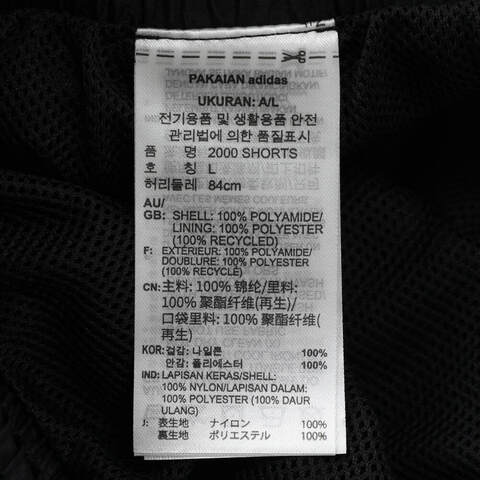 PAKAIAN adidas
UKURAN: A/L
전기용품 및 생활용품 안전
관리법에 의한 품질표시
품 명 2000 SHORTS
호 칭 L
허리둘레 84cm
AU/
GB: SHELL: 100% POLYAMIDE/
LINING: 100% POLYESTER
(100% RECYCLED)
F: EXTÉRIEUR: 100% POLYAMIDE/
DOUBLURE: 100% POLYESTER
(100% RECYCLÉ)
CN: 主料: 100% 锦纶/里料:
100% 聚酯纤维(再生)/
口袋里料: 100% 聚酯纤维(
再生)
KOR: 겉감: 나일론 100%
안감: 폴리에스터 100%
IND: LAPISAN KERAS/SHELL:
100% NYLON/LAPISAN DALAM:
100% POLYESTER (100% DAUR
ULANG)
J: 表生地 ナイロン 100%
裏生地 ポリエステル 100%